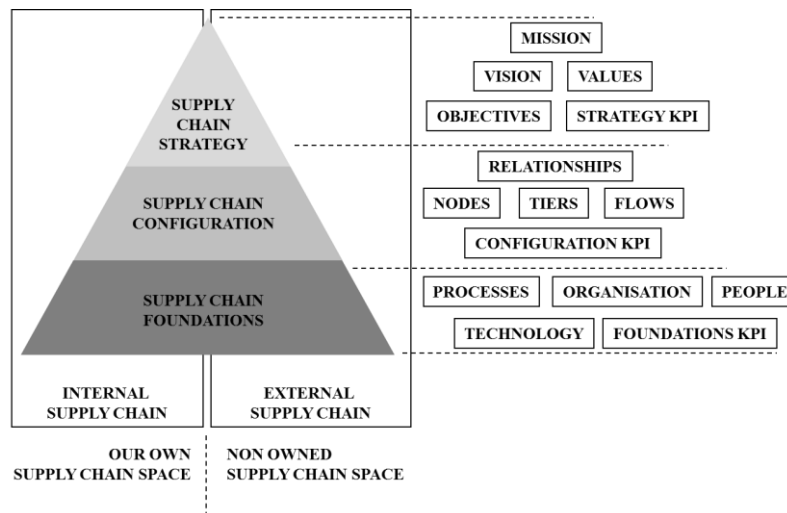 MISSION
VISION
VALUES
OBJECTIVES
STRATEGY KPI
SUPPLY
CHAIN
STRATEGY
RELATIONSHIPS
NODES
TIERS
FLOWS
CONFIGURATION KPI
SUPPLY CHAIN
CONFIGURATION
PROCESSES
ORGANISATION
PEOPLE
TECHNOLOGY
FOUNDATIONS KPI
SUPPLY CHAIN
FOUNDATIONS
INTERNAL
SUPPLY CHAIN
EXTERNAL
SUPPLY CHAIN
OUR OWN
SUPPLY CHAIN SPACE
NON OWNED
SUPPLY CHAIN SPACE